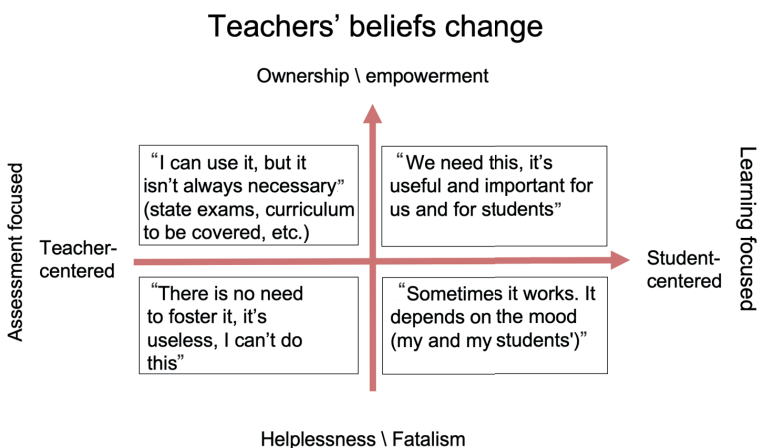 Teachers’ beliefs change
Ownership \ empowerment
Assessment focused
Teacher-
centered
“I can use it, but it
isn’t always necessary”
(state exams, curriculum
to be covered, etc.)
“We need this, it’s
useful and important for
us and for students”
“There is no need
to foster it, it’s
useless, I can’t do
this”
“Sometimes it works. It
depends on the mood
(my and my students')”
Student-
centered
Learning focused
Helplessness \ Fatalism